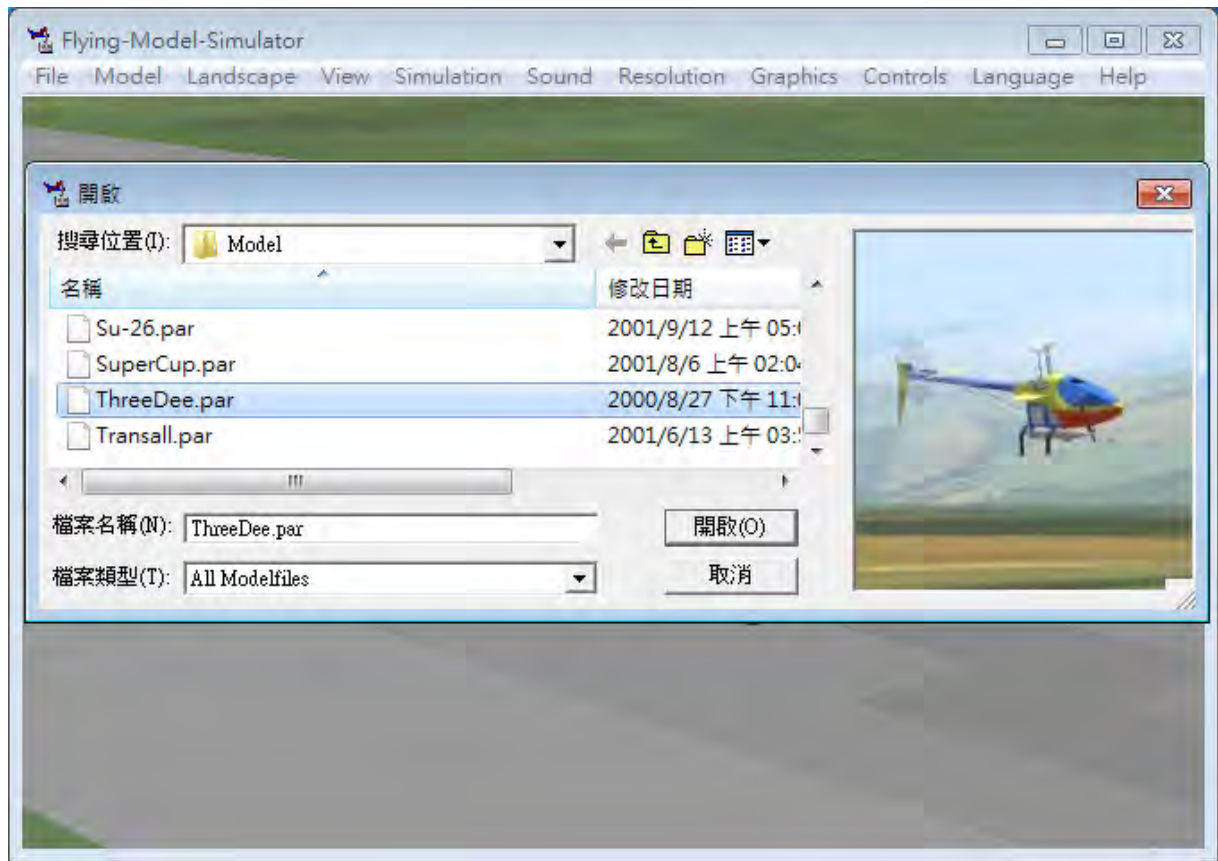 Flying-Model-Simulator
File Model Landscape View Simulation Sound Resolution Graphics Controls Language Help
開啟
搜尋位置(I): Model
名稱 修改日期
Su-26.par 2001/9/12 上午 05:
SuperCup.par 2001/8/6 上午 02:04
ThreeDee.par 2000/8/27 下午 11:
Transall.par 2001/6/13 上午 03:
檔案名稱(N): ThreeDee.par 開啟(O)
檔案類型(T): All Modelfiles 取消